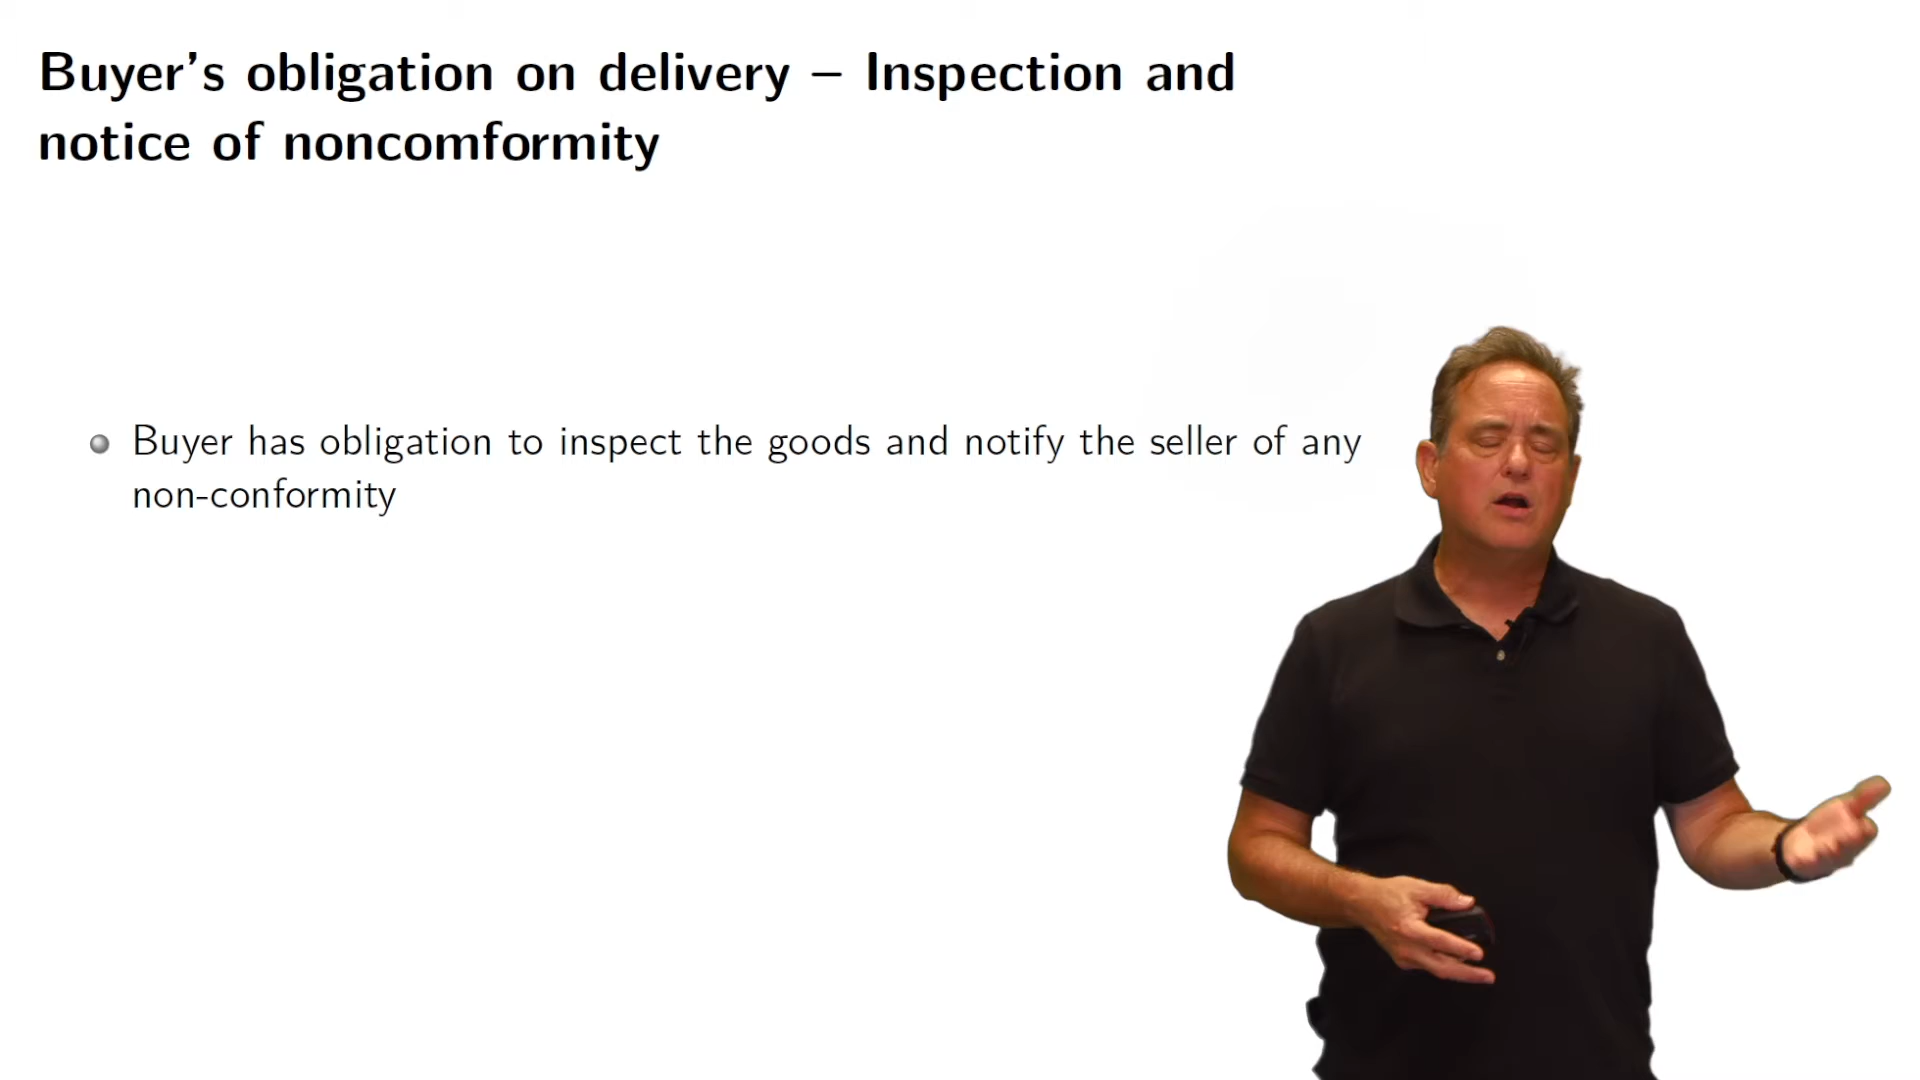 Buyer's obligation on delivery – Inspection and
notice of noncomformity
Buyer has obligation to inspect the goods and notify the seller of any
non-conformity